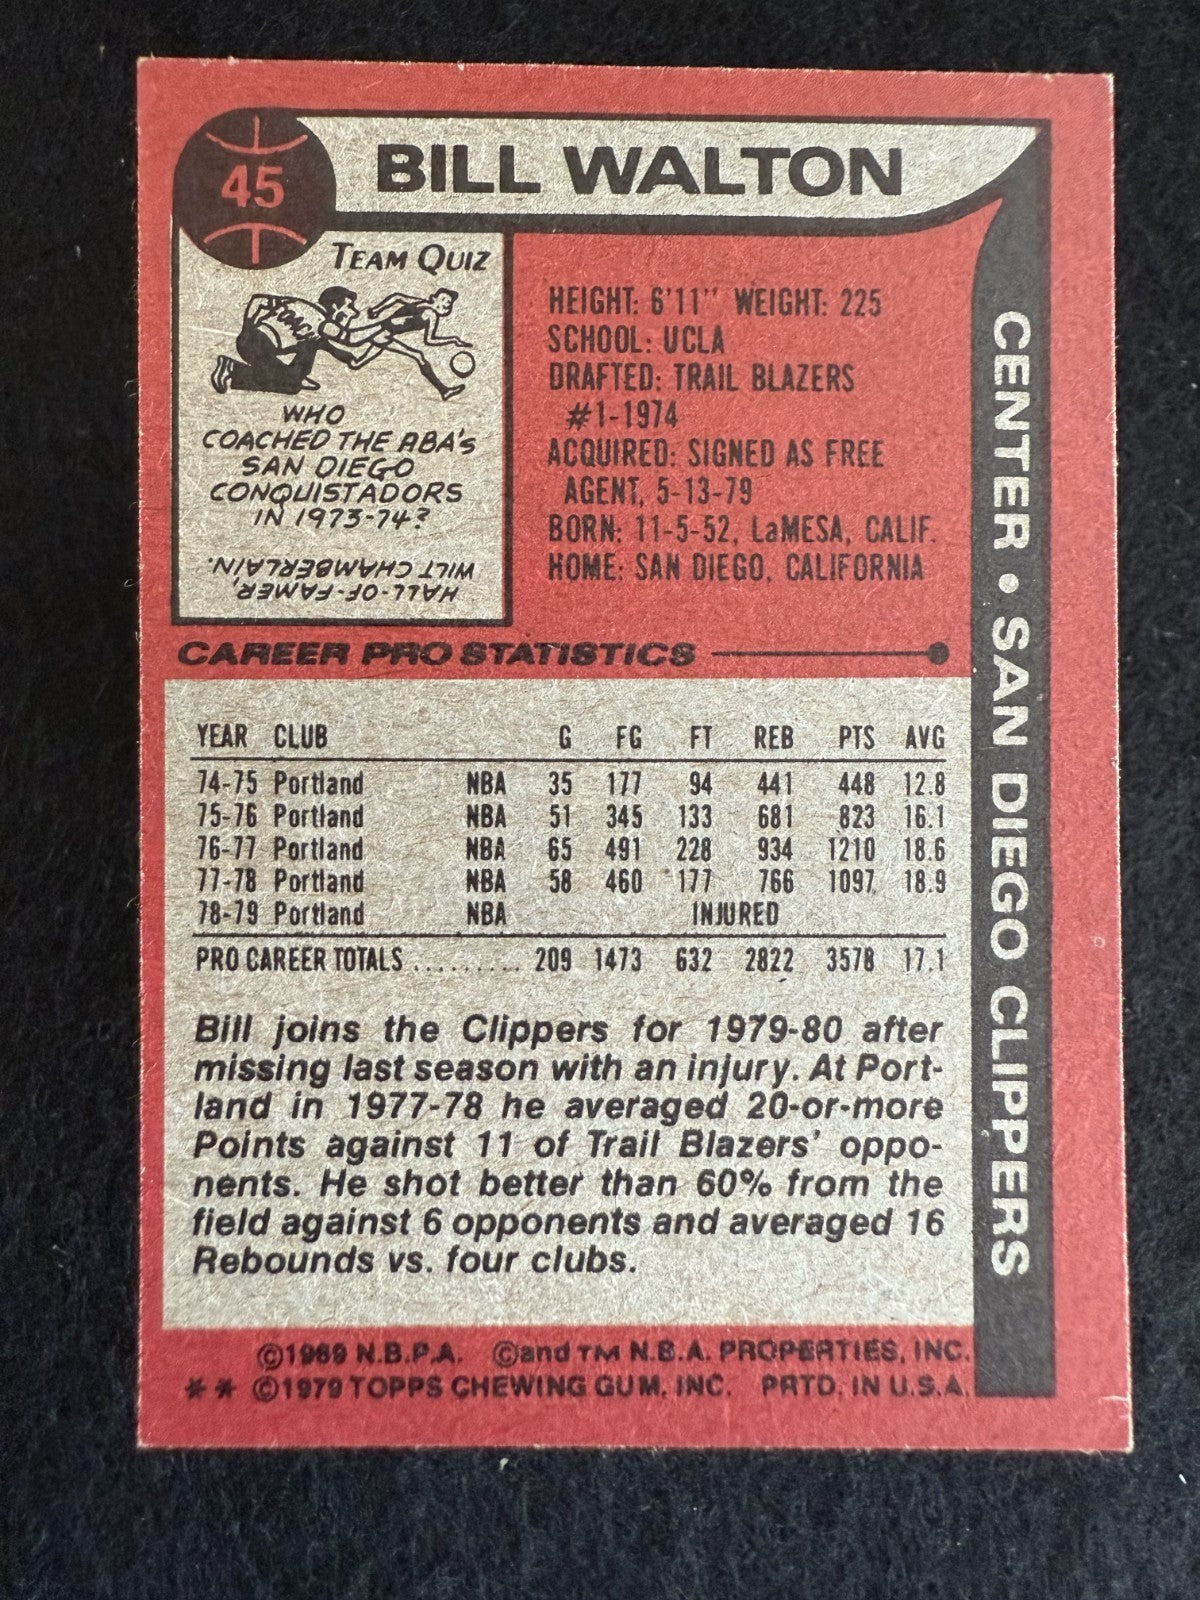 45
BILL WALTON
TEAM QUIZ
COACH
WHO
COACHED THE ABA'S
SAN DIEGO
CONQUISTADORS
IN 1973-74?
HALL-OF-FAMER,
WILT CHAMBERLAIN.
HEIGHT: 6'11" WEIGHT: 225
SCHOOL: UCLA
DRAFTED: TRAIL BLAZERS
#1-1974
ACQUIRED: SIGNED AS FREE
AGENT, 5-13-79
BORN: 11-5-52, LaMESA, CALIF.
HOME: SAN DIEGO, CALIFORNIA
CENTER • SAN DIEGO CLIPPERS
CAREER PRO STATISTICS
YEAR CLUB G FG FT REB PTS AVG
74-75 Portland NBA 35 177 94 441 448 12.8
75-76 Portland NBA 51 345 133 681 823 16.1
76-77 Portland NBA 65 491 228 934 1210 18.6
77-78 Portland NBA 58 460 177 766 1097 18.9
78-79 Portland NBA INJURED
PRO CAREER TOTALS .......... 209 1473 632 2822 3578 17.1
Bill joins the Clippers for 1979-80 after
missing last season with an injury. At Port-
land in 1977-78 he averaged 20-or-more
Points against 11 of Trail Blazers' oppo-
nents. He shot better than 60% from the
field against 6 opponents and averaged 16
Rebounds vs. four clubs.
©1969 N.B.P.A. ©and TM N.B.A. PROPERTIES, INC.
* * ©1979 TOPPS CHEWING GUM, INC. PRTD. IN U.S.A.